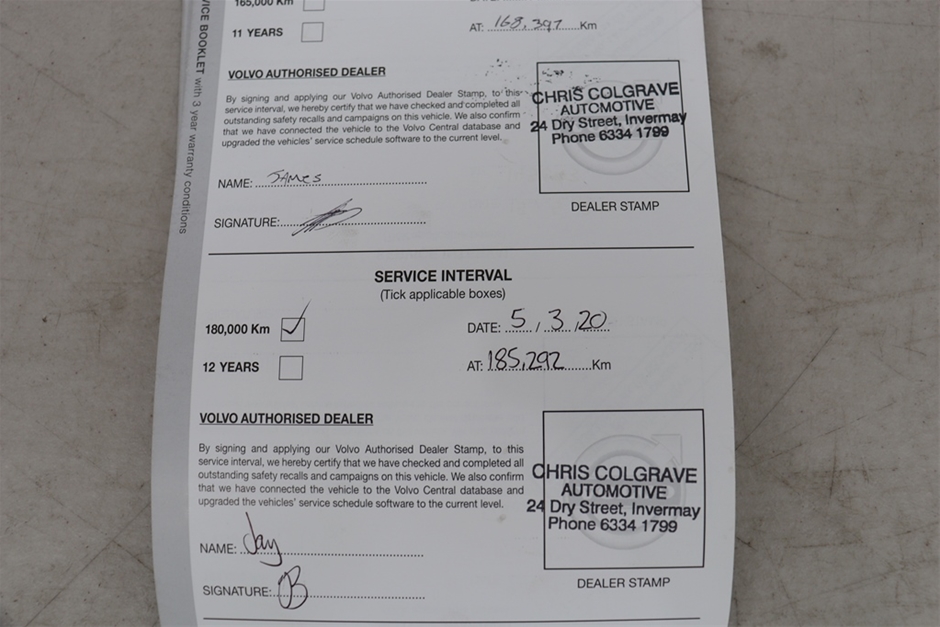 165,000 Km
11 YEARS
AT: 168,397 Km
VICE BOOKLET with 3 year warranty conditions
VOLVO AUTHORISED DEALER
By signing and applying our Volvo Authorised Dealer Stamp, to this
service interval, we hereby certify that we have checked and completed all
outstanding safety recalls and campaigns on this vehicle. We also confirm
that we have connected the vehicle to the Volvo Central database and
upgraded the vehicles' service schedule software to the current level.
CHRIS COLGRAVE
AUTOMOTIVE
24 Dry Street, Invermay
Phone 6334 1799
NAME: JAMES
DEALER STAMP
SIGNATURE:
SERVICE INTERVAL
(Tick applicable boxes)
180,000 Km
DATE: 5 / 3 / 20
12 YEARS
AT: 185,292 Km
VOLVO AUTHORISED DEALER
By signing and applying our Volvo Authorised Dealer Stamp, to this
service interval, we hereby certify that we have checked and completed all
outstanding safety recalls and campaigns on this vehicle. We also confirm
that we have connected the vehicle to the Volvo Central database and
upgraded the vehicles' service schedule software to the current level.
CHRIS COLGRAVE
AUTOMOTIVE
24 Dry Street, Invermay
Phone 6334 1799
NAME: Jay
DEALER STAMP
SIGNATURE: